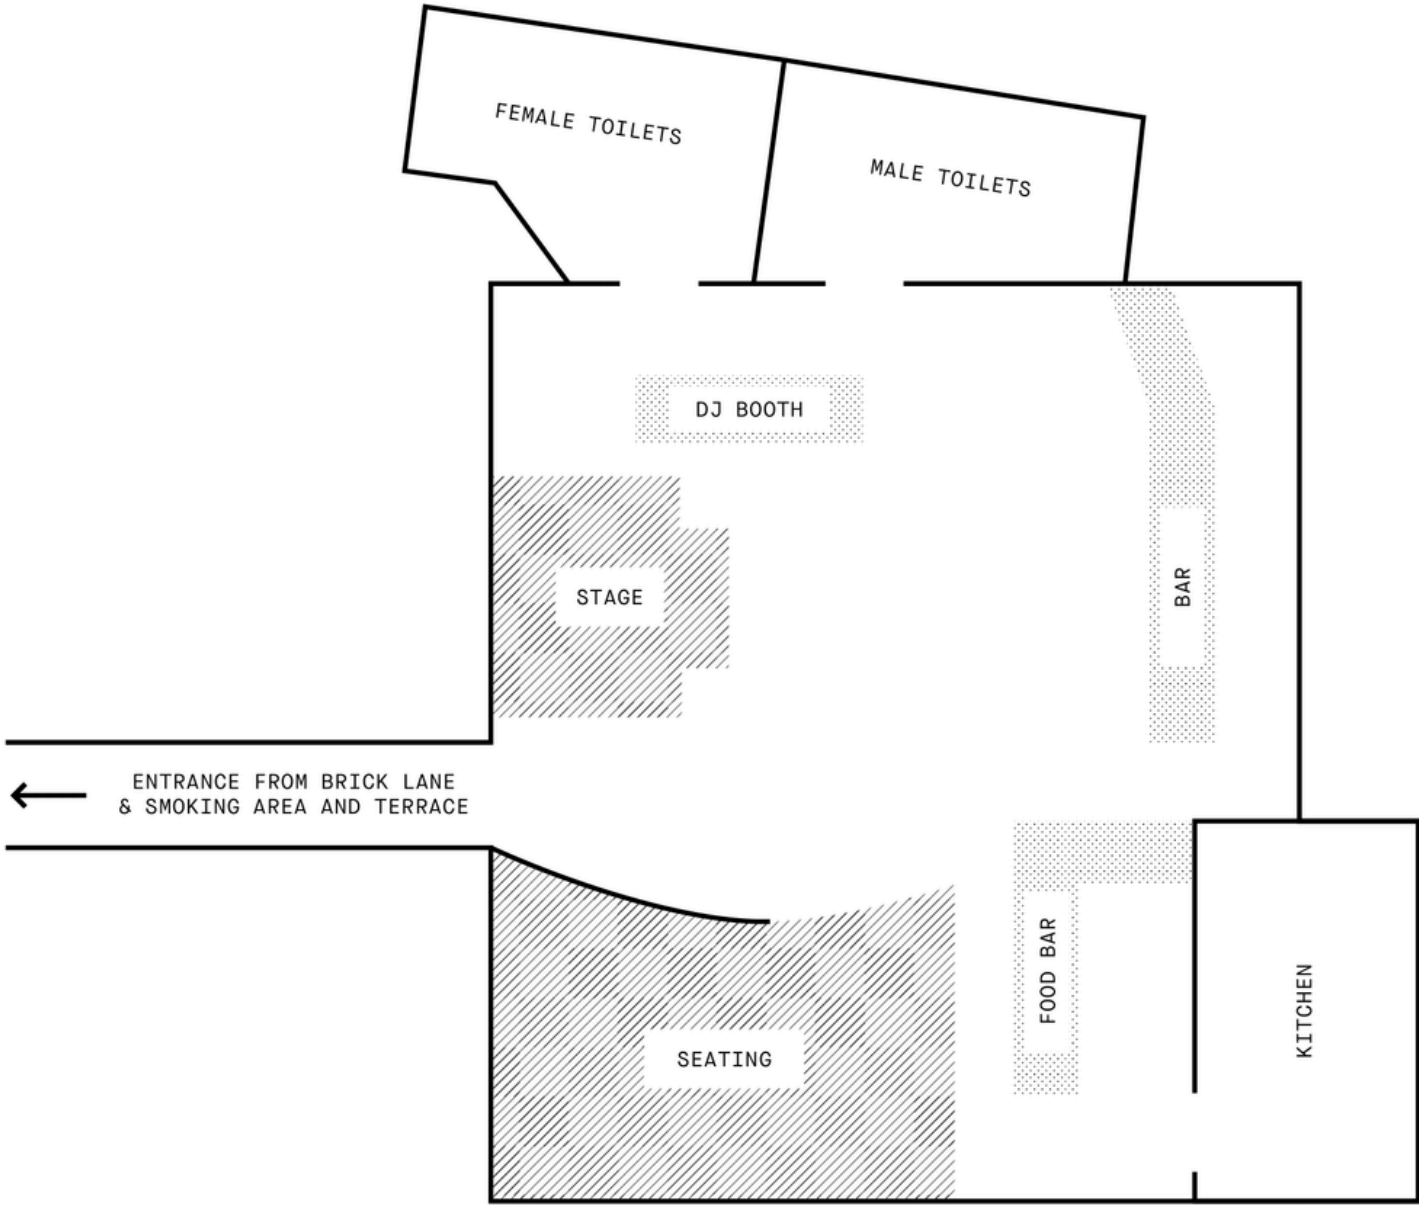 FEMALE TOILETS
MALE TOILETS
DJ BOOTH
STAGE
BAR
ENTRANCE FROM BRICK LANE
& SMOKING AREA AND TERRACE
FOOD BAR
KITCHEN
SEATING